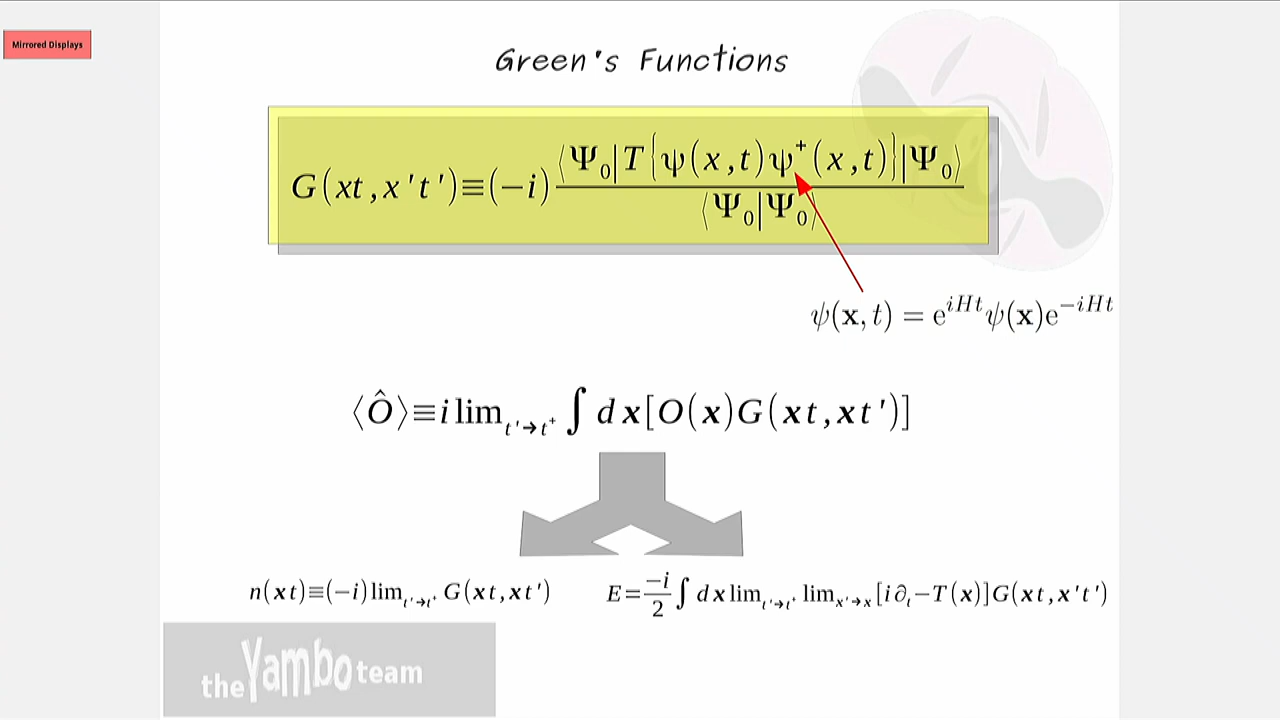 Mirrored Displays
Green's Functions
G(xt,x't')≡(−i) ⟨Ψ₀|T{ψ(x,t)ψ⁺(x,t)}|Ψ₀⟩
⟨Ψ₀|Ψ₀⟩
ψ(x,t) = e^{iHt}ψ(x)e^{−iHt}
⟨Ô⟩≡i lim_{t'→t⁺} ∫ dx[O(x)G(xt,xt')]
n(xt)≡(−i)lim_{t'→t⁺} G(xt,xt')
E=−i/2 ∫ dx lim_{t'→t⁺} lim_{x'→x} [i∂_t−T(x)]G(xt,x't')
the Yambo team